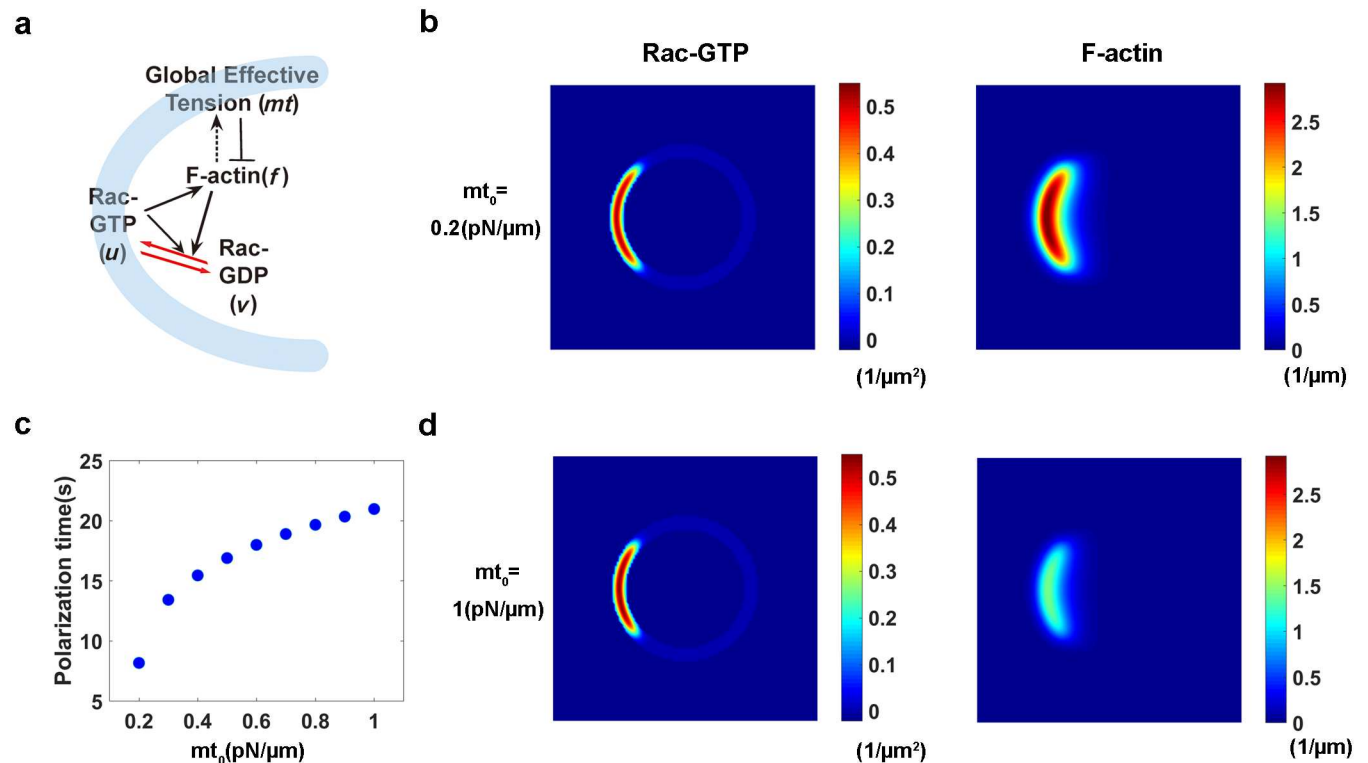 a
Global Effective
Tension (mt)
F-actin(f)
Rac-
GTP
(u)
Rac-
GDP
(v)
b
Rac-GTP
F-actin
mt₀=
0.2(pN/µm)
0.5
0.4
0.3
0.2
0.1
0
(1/µm²)
2.5
2
1.5
1
0.5
0
(1/µm)
c
Polarization time(s)
25
20
15
10
5
0.2
0.4
0.6
0.8
1
mt₀(pN/µm)
d
mt₀=
1(pN/µm)
0.5
0.4
0.3
0.2
0.1
0
(1/µm²)
2.5
2
1.5
1
0.5
0
(1/µm)